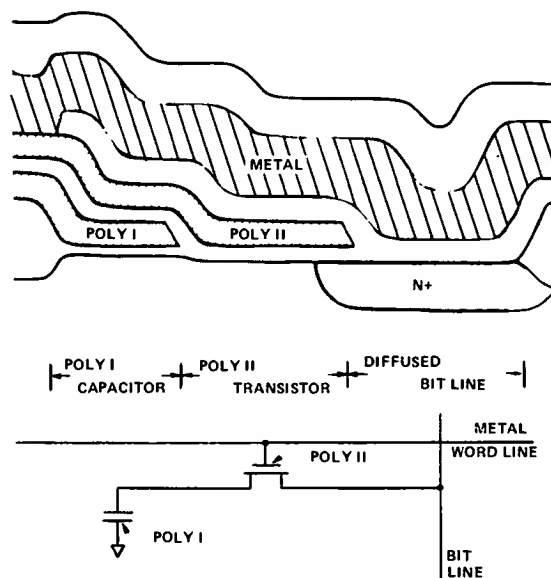 METAL
POLY I
POLY II
N+
POLY I
CAPACITOR
POLY II
TRANSISTOR
DIFFUSED
BIT LINE
METAL
WORD LINE
POLY II
POLY I
BIT
LINE